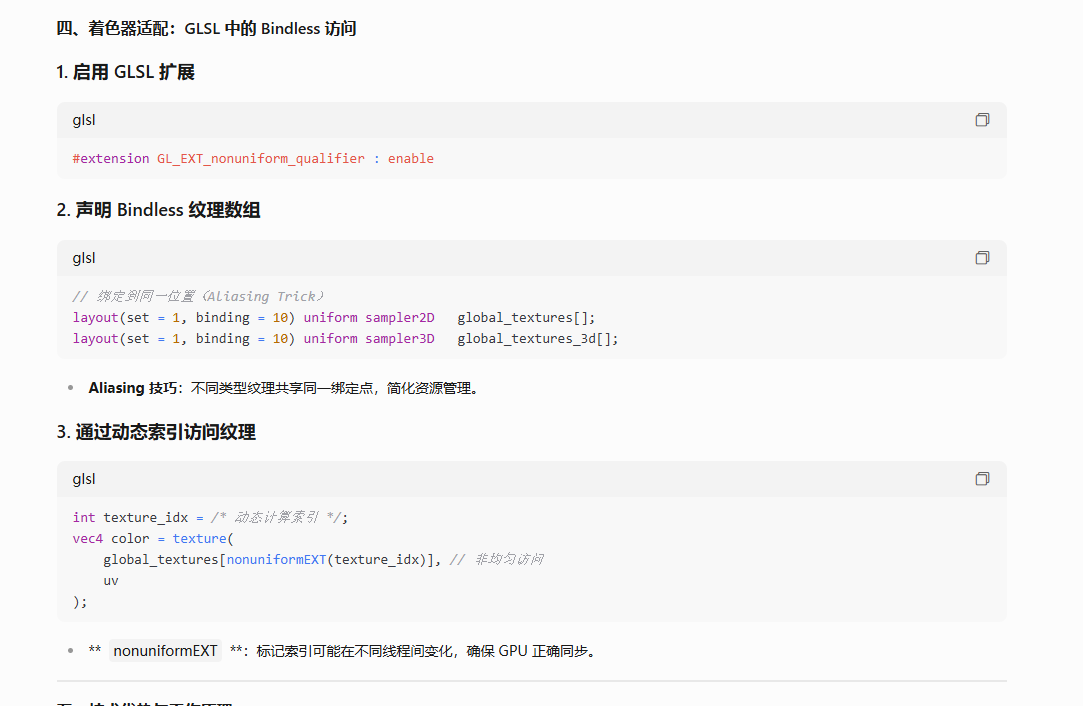 四、着色器适配：GLSL 中的 Bindless 访问
1. 启用 GLSL 扩展
glsl
#extension GL_EXT_nonuniform_qualifier : enable
2. 声明 Bindless 纹理数组
glsl
// 绑定到同一位置（Aliasing Trick）
layout(set = 1, binding = 10) uniform sampler2D   global_textures[];
layout(set = 1, binding = 10) uniform sampler3D   global_textures_3d[];
• Aliasing 技巧：不同类型纹理共享同一绑定点，简化资源管理。
3. 通过动态索引访问纹理
glsl
int texture_idx = /* 动态计算索引 */;
vec4 color = texture(
    global_textures[nonuniformEXT(texture_idx)], // 非均匀访问
    uv
);
• ** nonuniformEXT **：标记索引可能在不同线程间变化，确保 GPU 正确同步。